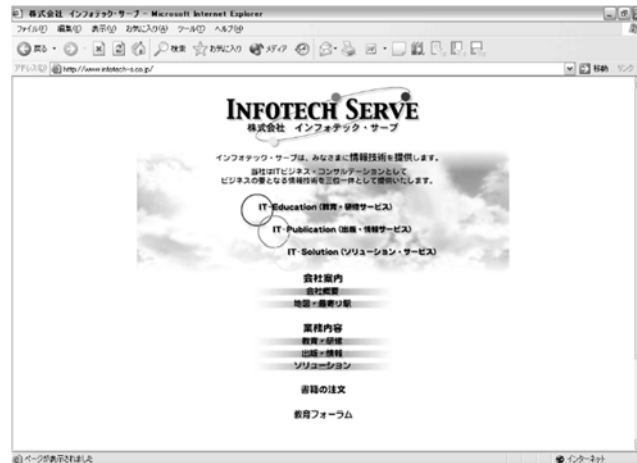 株式会社 インフォテック・サーブ - Microsoft Internet Explorer
ファイル(F) 編集(E) 表示(V) お気に入り(A) ツール(T) ヘルプ(H)
戻る 検索 お気に入り メディア
アドレス(D) http://www.infotech-s.co.jp/ 移動 リンク
INFOTECH SERVE
株式会社 インフォテック・サーブ
インフォテック・サーブは、みなさまに情報技術を提供します。
当社はITビジネス・コンサルテーションとして
ビジネスの要となる情報技術を三位一体として提供いたします。
IT-Education (教育・研修サービス)
IT-Publication (出版・情報サービス)
IT-Solution (ソリューション・サービス)
会社案内
会社概要
地図・最寄り駅
業務内容
教育・研修
出版・情報
ソリューション
書籍の注文
教育フォーラム
ページが表示されました インターネット